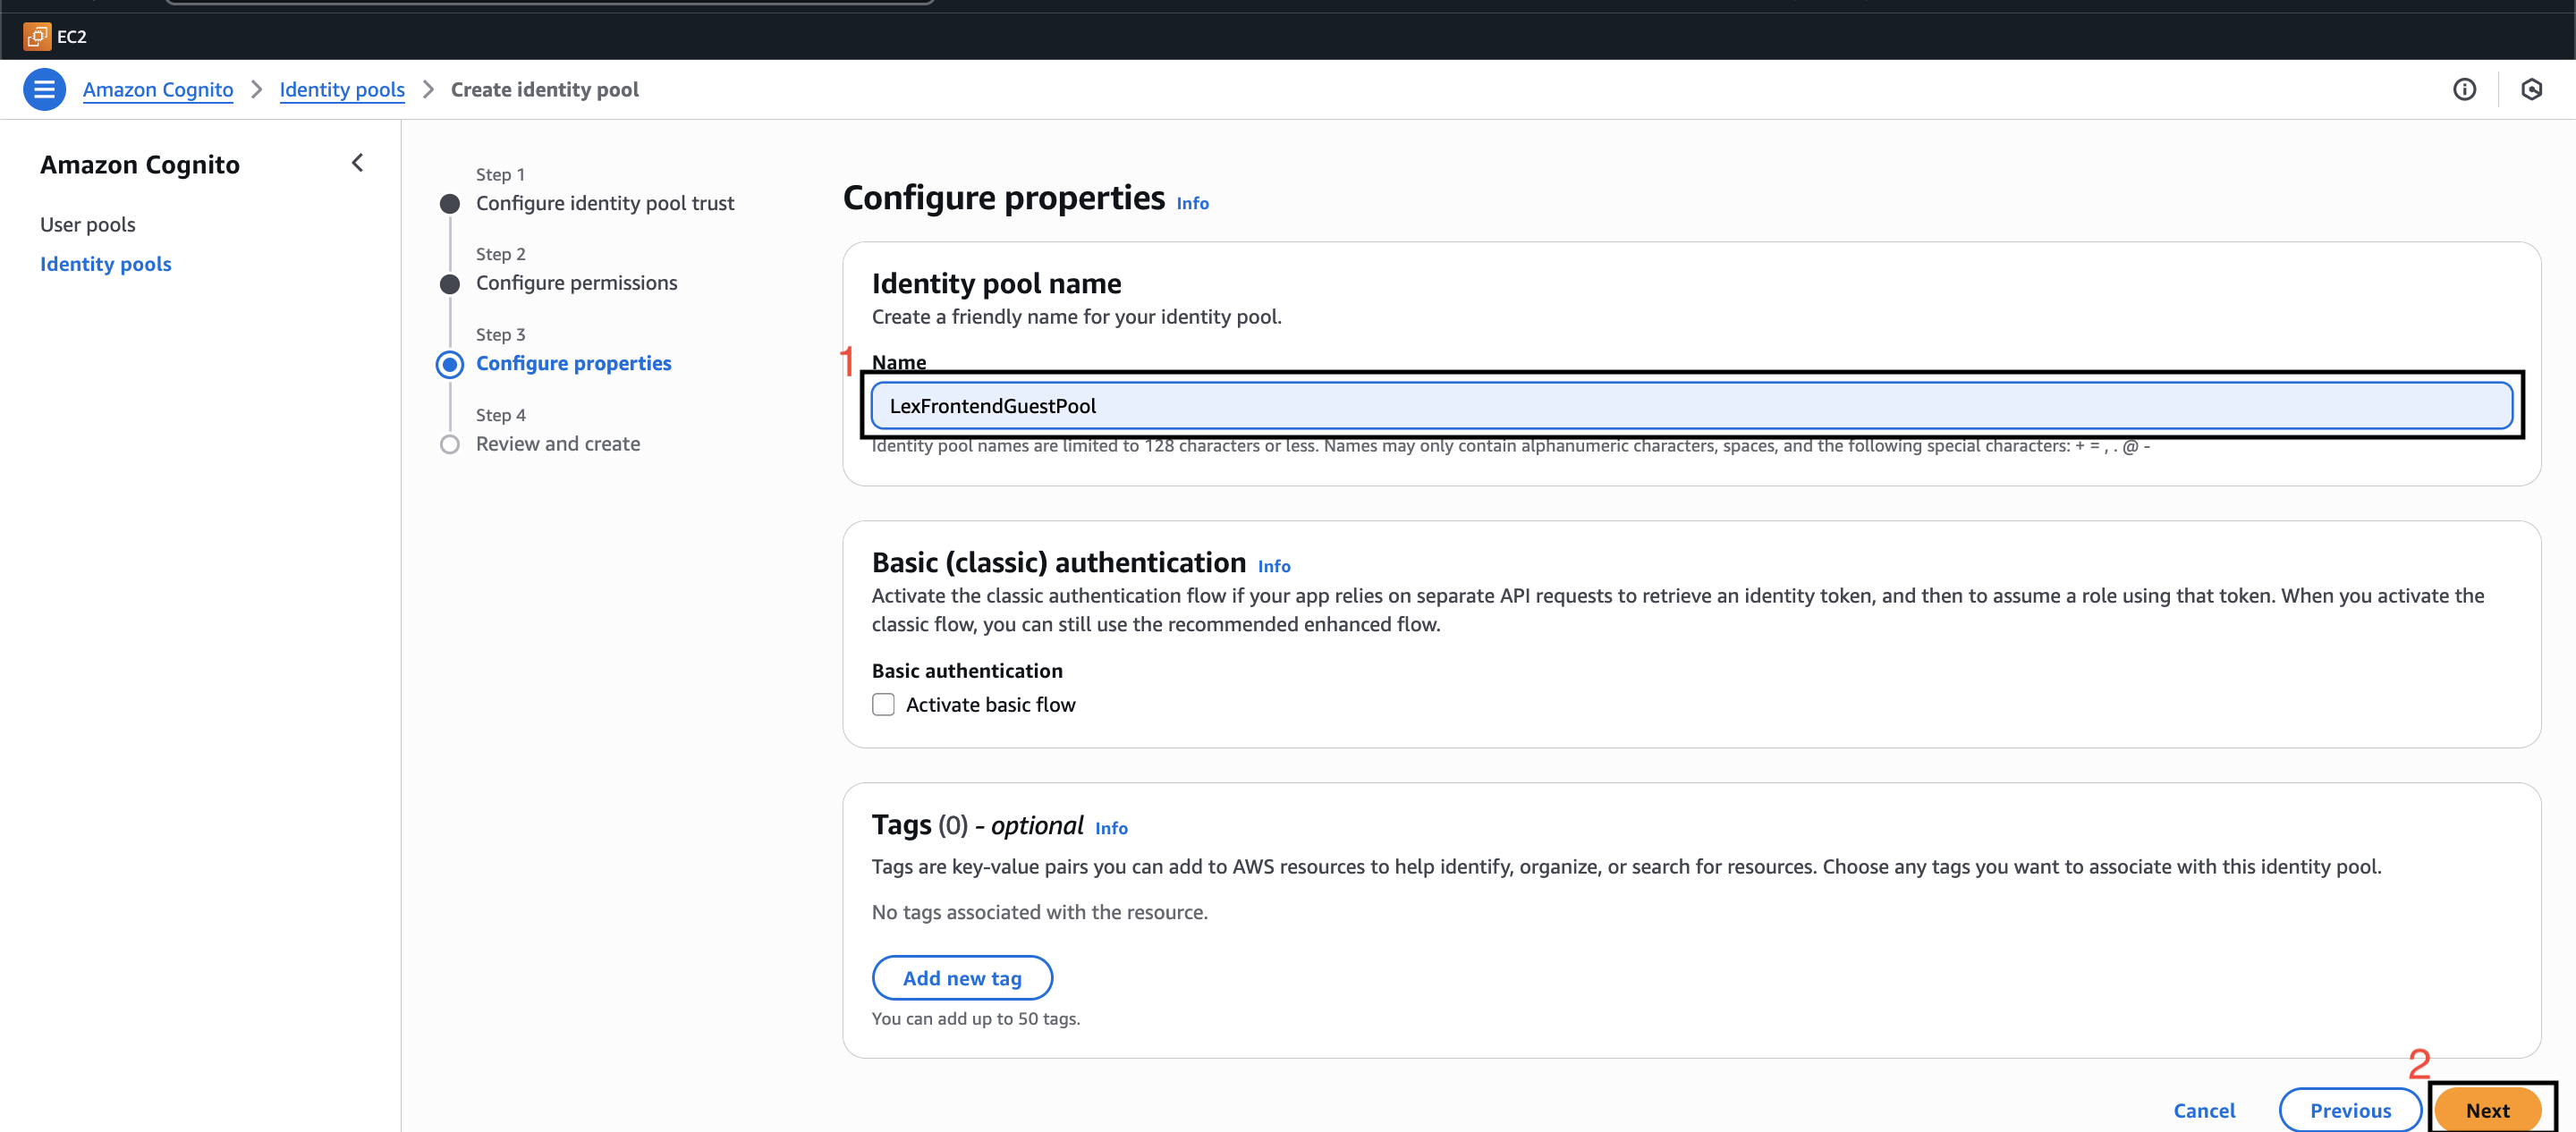 EC2
Amazon Cognito > Identity pools > Create identity pool
Amazon Cognito
User pools
Identity pools
Step 1
Configure identity pool trust
Step 2
Configure permissions
Step 3
Configure properties
Step 4
Review and create
Configure properties Info
Identity pool name
Create a friendly name for your identity pool.
1
Name
LexFrontendGuestPool
Identity pool names are limited to 128 characters or less. Names may only contain alphanumeric characters, spaces, and the following special characters: + = , . @ -
Basic (classic) authentication Info
Activate the classic authentication flow if your app relies on separate API requests to retrieve an identity token, and then to assume a role using that token. When you activate the
classic flow, you can still use the recommended enhanced flow.
Basic authentication
Activate basic flow
Tags (0) - optional Info
Tags are key-value pairs you can add to AWS resources to help identify, organize, or search for resources. Choose any tags you want to associate with this identity pool.
No tags associated with the resource.
Add new tag
You can add up to 50 tags.
2
Cancel
Previous
Next